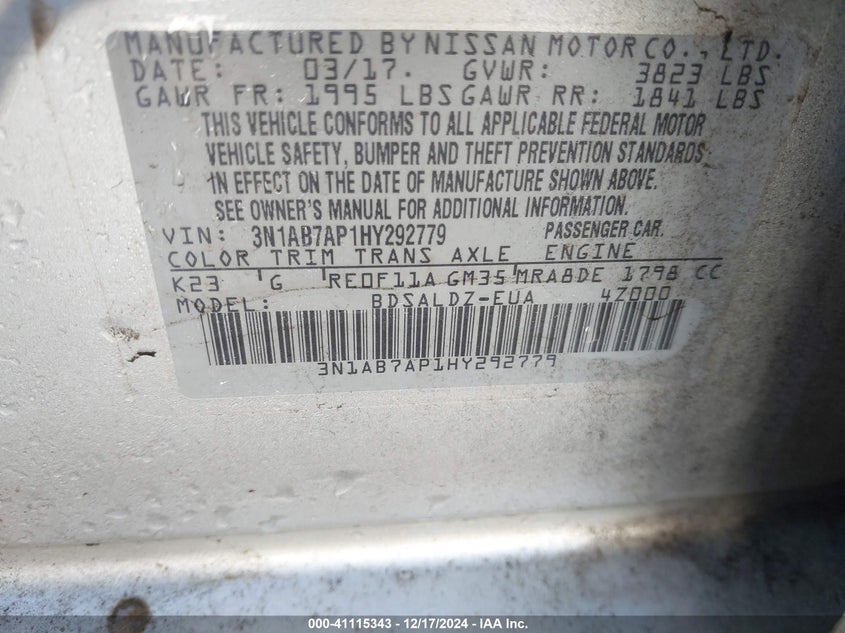 MANUFACTURED BY NISSAN MOTOR CO., LTD.
DATE: 03/17. GVWR: 3823 LBS
GAWR FR: 1995 LBS GAWR RR: 1841 LBS
THIS VEHICLE CONFORMS TO ALL APPLICABLE FEDERAL MOTOR
VEHICLE SAFETY, BUMPER AND THEFT PREVENTION STANDARDS
IN EFFECT ON THE DATE OF MANUFACTURE SHOWN ABOVE.
SEE OWNER'S MANUAL FOR ADDITIONAL INFORMATION.
VIN: 3N1AB7AP1HY292779 PASSENGER CAR.
COLOR TRIM TRANS AXLE ENGINE
K23 G RE0F11A GM35 MRA8DE 1798 CC
MODEL: BDSALDZ-EUA 4Z000
3N1AB7AP1HY292779
000-41115343 - 12/17/2024 - IAA Inc.